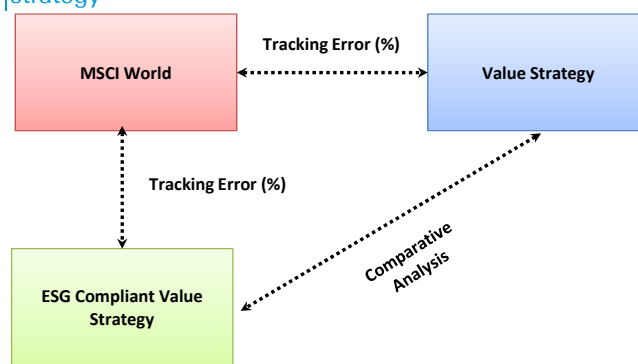 strategy
Tracking Error (%)
MSCI World
Value Strategy
Tracking Error (%)
Comparative
Analysis
ESG Compliant Value
Strategy